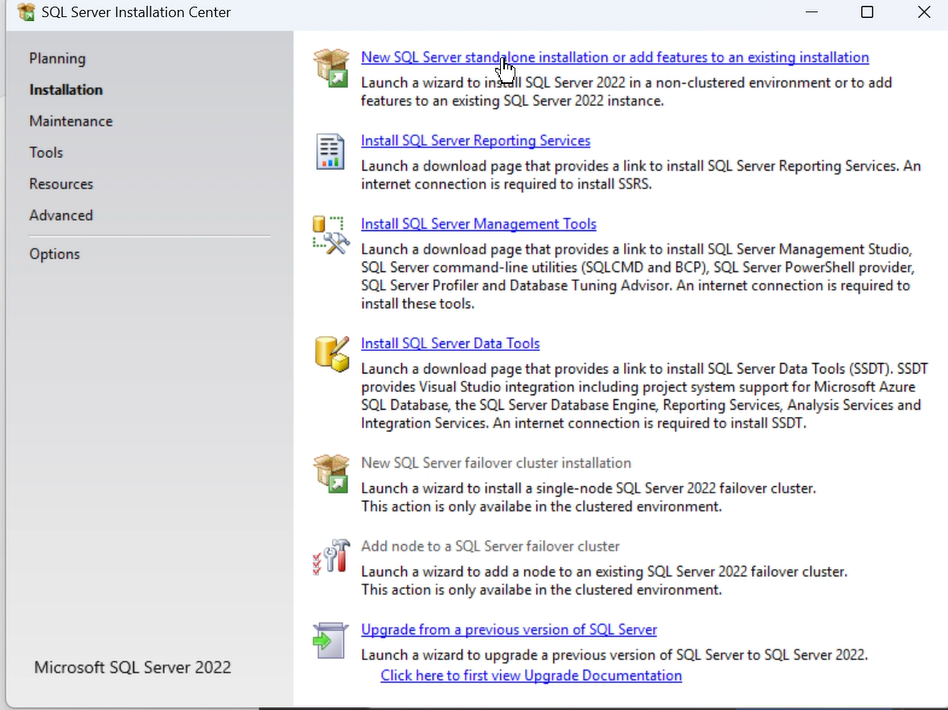 SQL Server Installation Center
Planning
Installation
Maintenance
Tools
Resources
Advanced
Options
Microsoft SQL Server 2022
New SQL Server standalone installation or add features to an existing installation
Launch a wizard to install SQL Server 2022 in a non-clustered environment or to add
features to an existing SQL Server 2022 instance.
Install SQL Server Reporting Services
Launch a download page that provides a link to install SQL Server Reporting Services. An
internet connection is required to install SSRS.
Install SQL Server Management Tools
Launch a download page that provides a link to install SQL Server Management Studio,
SQL Server command-line utilities (SQLCMD and BCP), SQL Server PowerShell provider,
SQL Server Profiler and Database Tuning Advisor. An internet connection is required to
install these tools.
Install SQL Server Data Tools
Launch a download page that provides a link to install SQL Server Data Tools (SSDT). SSDT
provides Visual Studio integration including project system support for Microsoft Azure
SQL Database, the SQL Server Database Engine, Reporting Services, Analysis Services and
Integration Services. An internet connection is required to install SSDT.
New SQL Server failover cluster installation
Launch a wizard to install a single-node SQL Server 2022 failover cluster.
This action is only availabe in the clustered environment.
Add node to a SQL Server failover cluster
Launch a wizard to add a node to an existing SQL Server 2022 failover cluster.
This action is only availabe in the clustered environment.
Upgrade from a previous version of SQL Server
Launch a wizard to upgrade a previous version of SQL Server to SQL Server 2022.
Click here to first view Upgrade Documentation